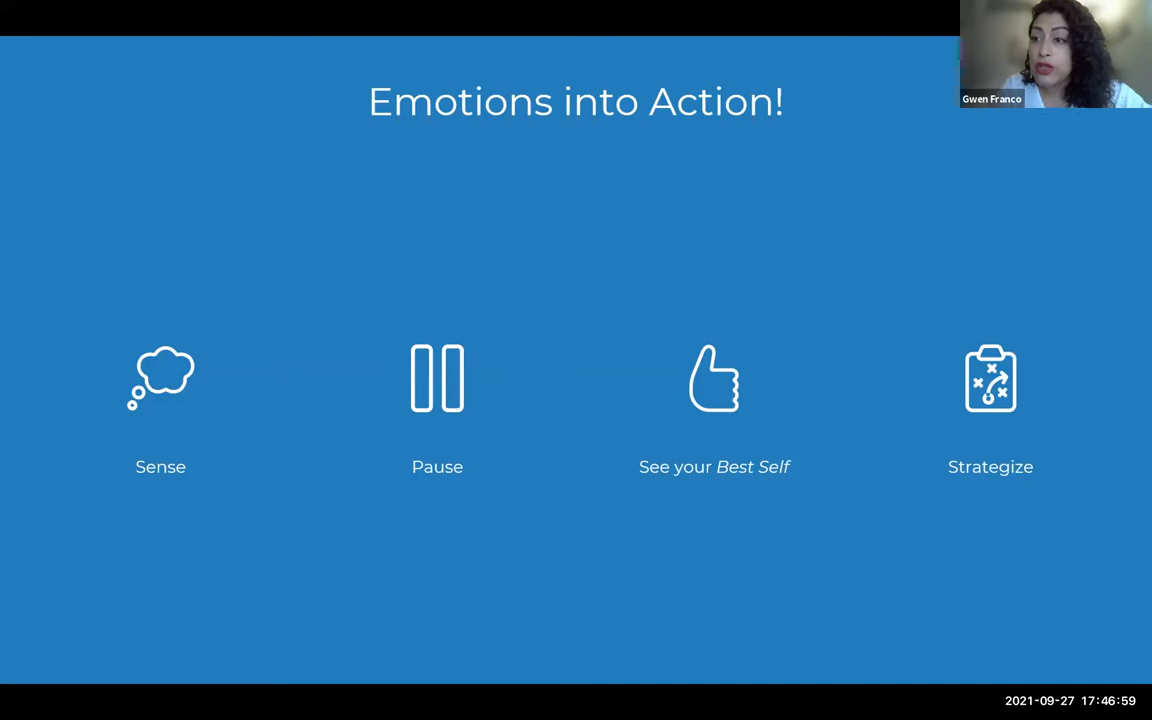 Emotions into Action!
Gwen Franco
Sense
Pause
See your Best Self
Strategize
2021-09-27 17:46:59